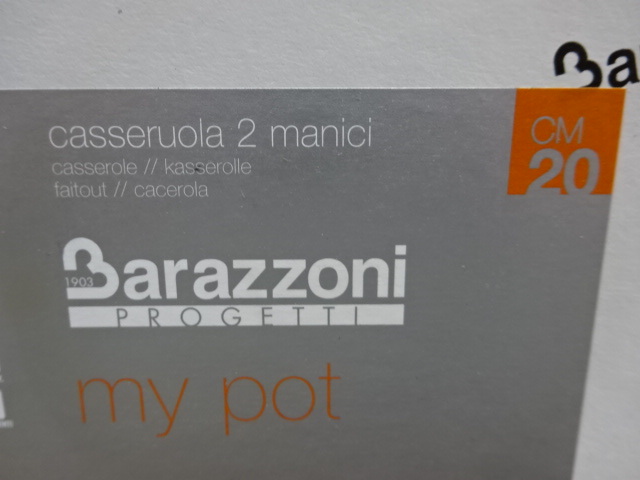 casseruola 2 manici
casserole // kasserolle
faitout // cacerola
CM
20
1903
Barazzoni
PROGETTI
my pot